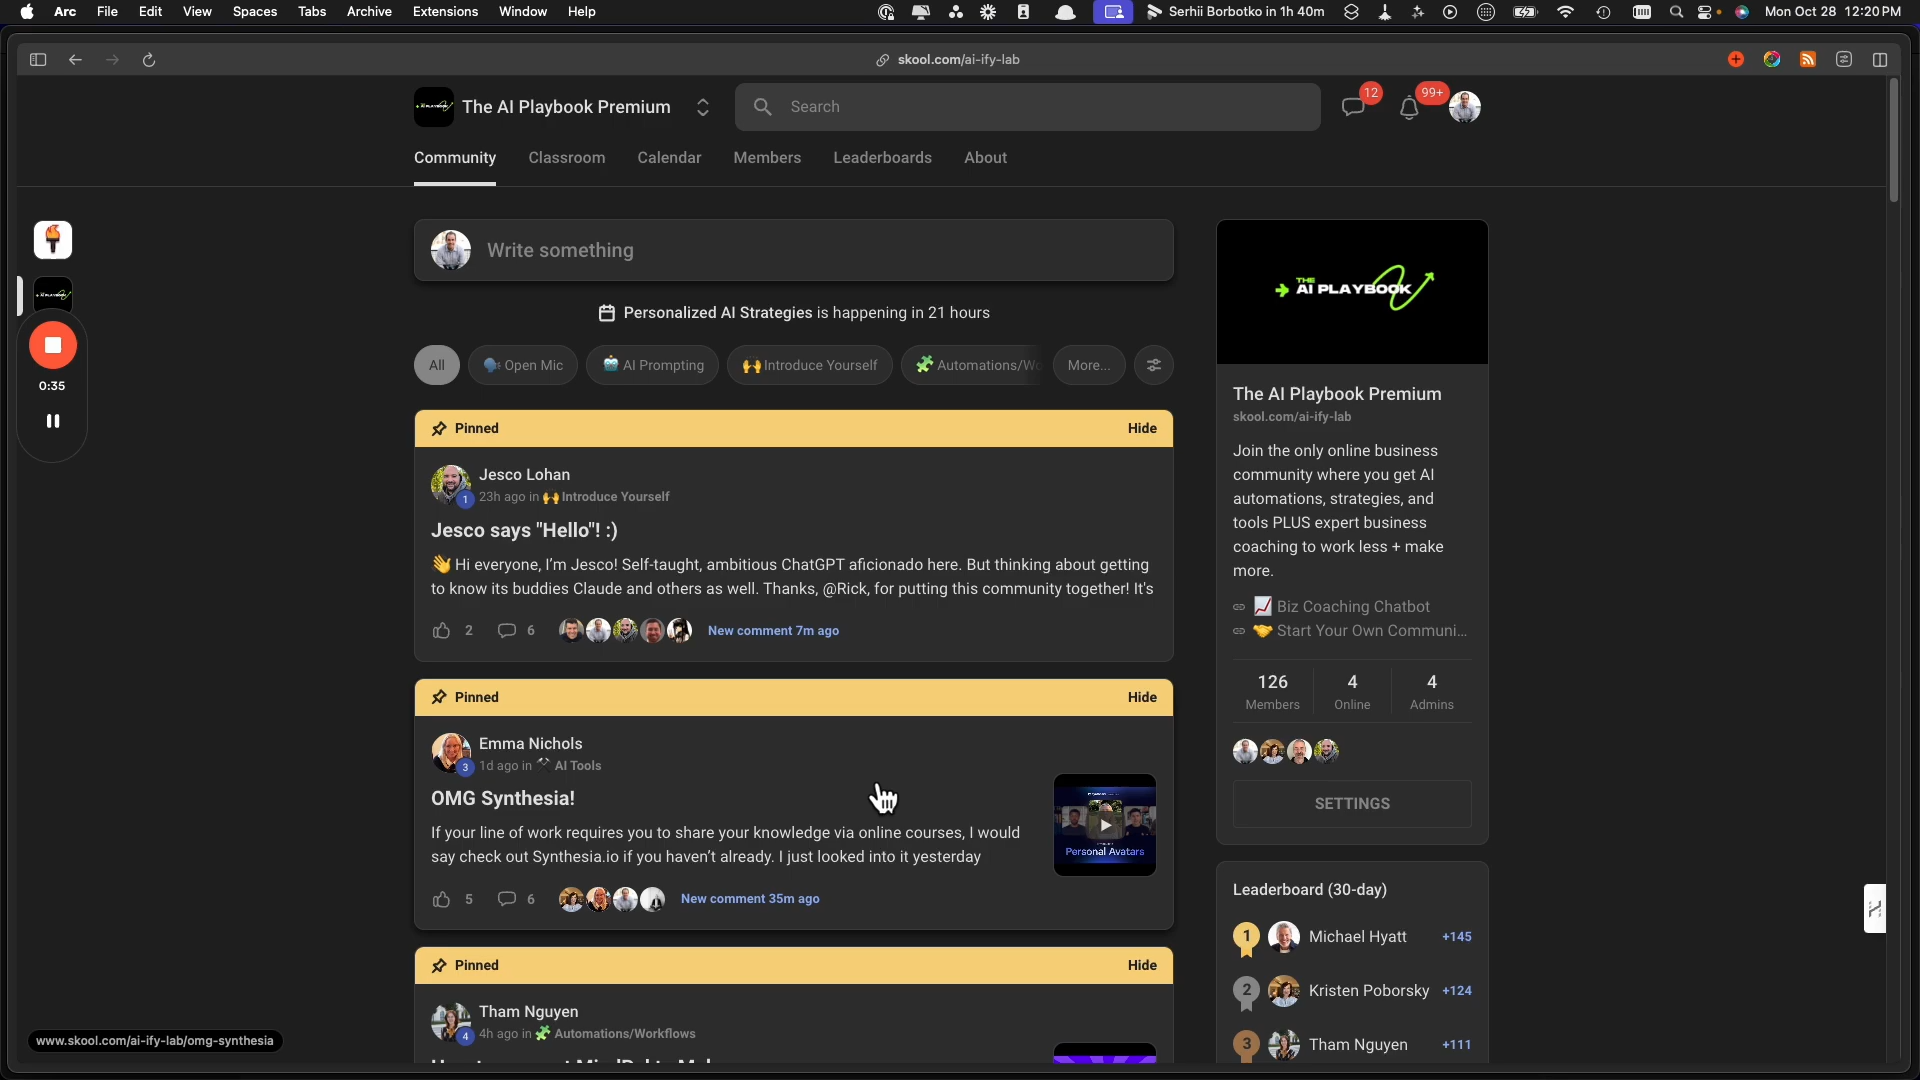 Arc File Edit View Spaces Tabs Archive Extensions Window Help
Serhii Borbotko in 1h 40m
Mon Oct 28 12:20 PM
skool.com/ai-ify-lab
The AI Playbook Premium
Search
12
99+
Community Classroom Calendar Members Leaderboards About
0:35
Write something
Personalized AI Strategies is happening in 21 hours
All
Open Mic
AI Prompting
Introduce Yourself
Automations/Wo
More...
Pinned
Hide
Jesco Lohan
1
23h ago in 🙌 Introduce Yourself
Jesco says "Hello"! :)
👋 Hi everyone, I'm Jesco! Self-taught, ambitious ChatGPT aficionado here. But thinking about getting
to know its buddies Claude and others as well. Thanks, @Rick, for putting this community together! It's
2
6
New comment 7m ago
Pinned
Hide
Emma Nichols
3
1d ago in ⚒ AI Tools
OMG Synthesia!
If your line of work requires you to share your knowledge via online courses, I would
say check out Synthesia.io if you haven't already. I just looked into it yesterday
Personal Avatars
5
6
New comment 35m ago
Pinned
Hide
Tham Nguyen
4
4h ago in 🧩 Automations/Workflows
www.skool.com/ai-ify-lab/omg-synthesia
THE
AI PLAYBOOK
The AI Playbook Premium
skool.com/ai-ify-lab
Join the only online business
community where you get AI
automations, strategies, and
tools PLUS expert business
coaching to work less + make
more.
📈 Biz Coaching Chatbot
🤝 Start Your Own Communi...
126
Members
4
Online
4
Admins
SETTINGS
Leaderboard (30-day)
1 Michael Hyatt +145
2 Kristen Poborsky +124
3 Tham Nguyen +111